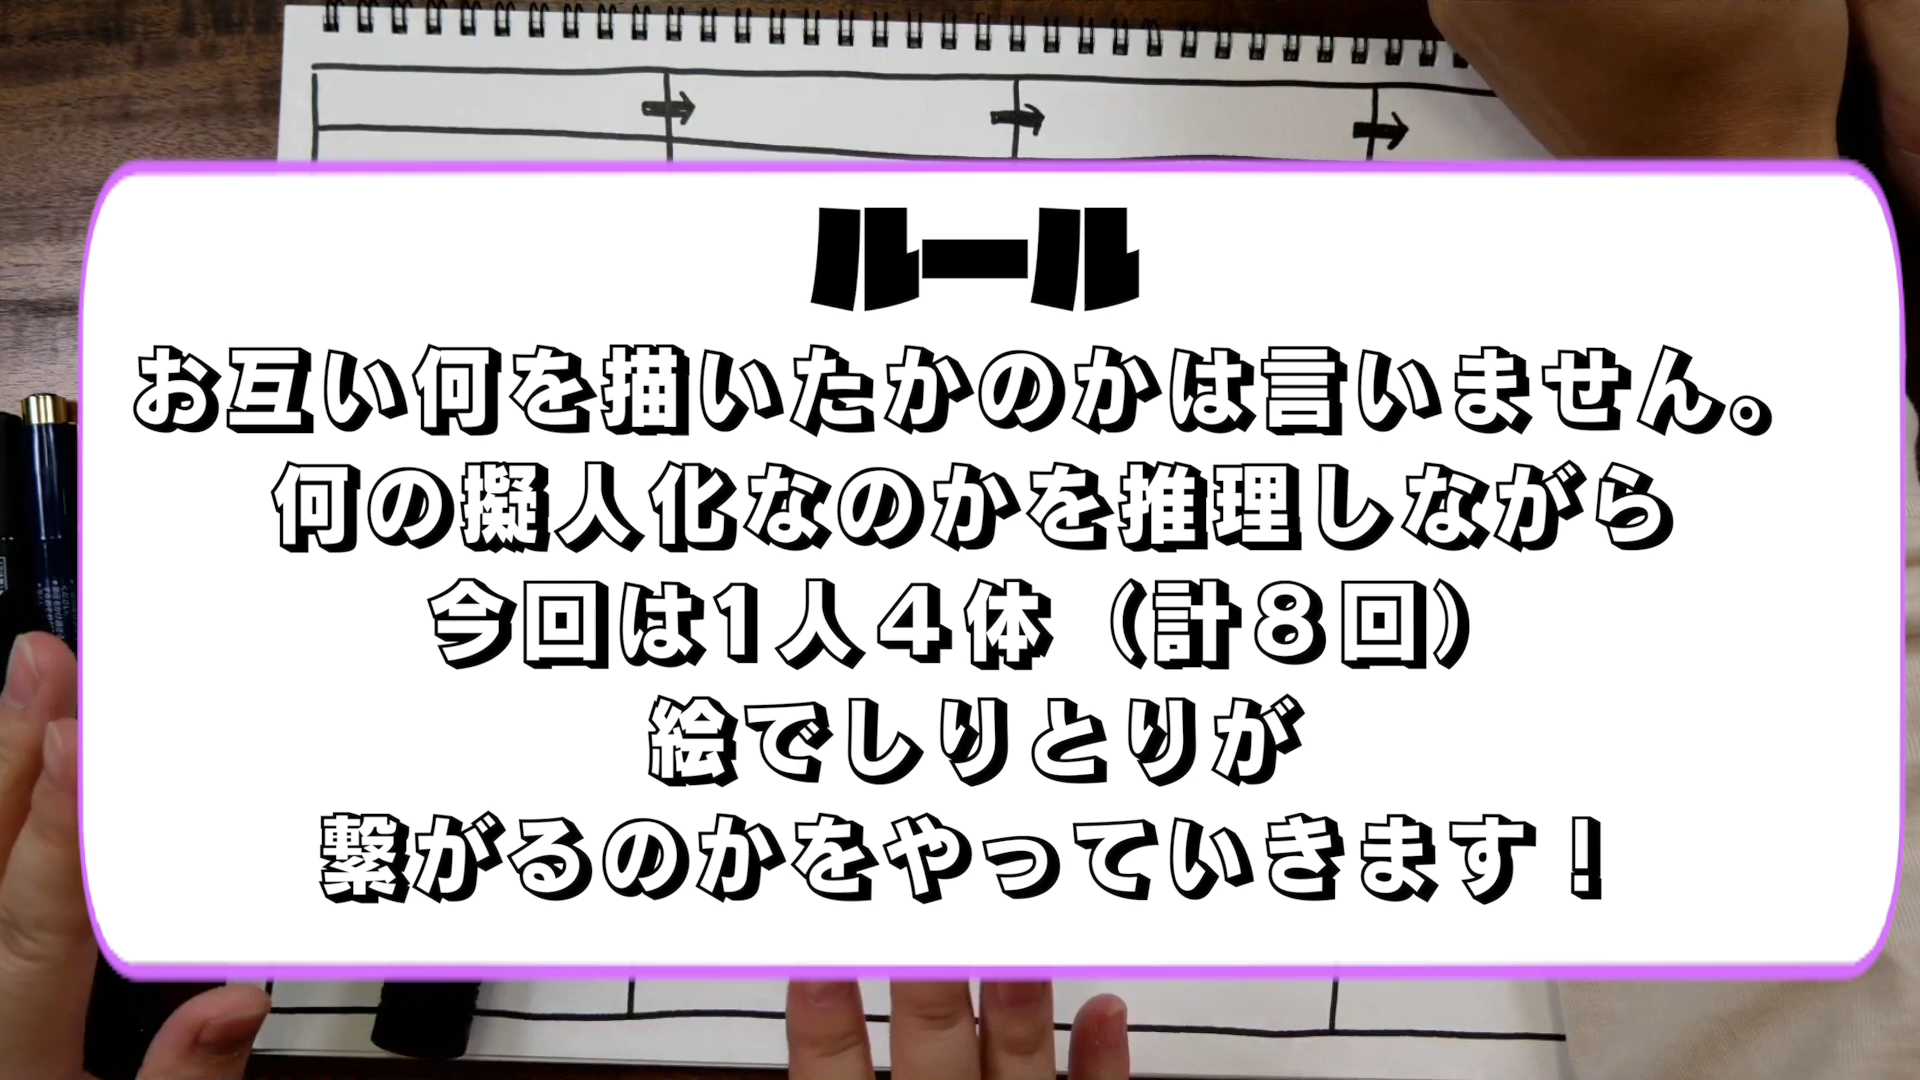 ルール
お互い何を描いたかのかは言いません。
何の擬人化なのかを推理しながら
今回は1人４体（計８回）
絵でしりとりが
繋がるのかをやっていきます！